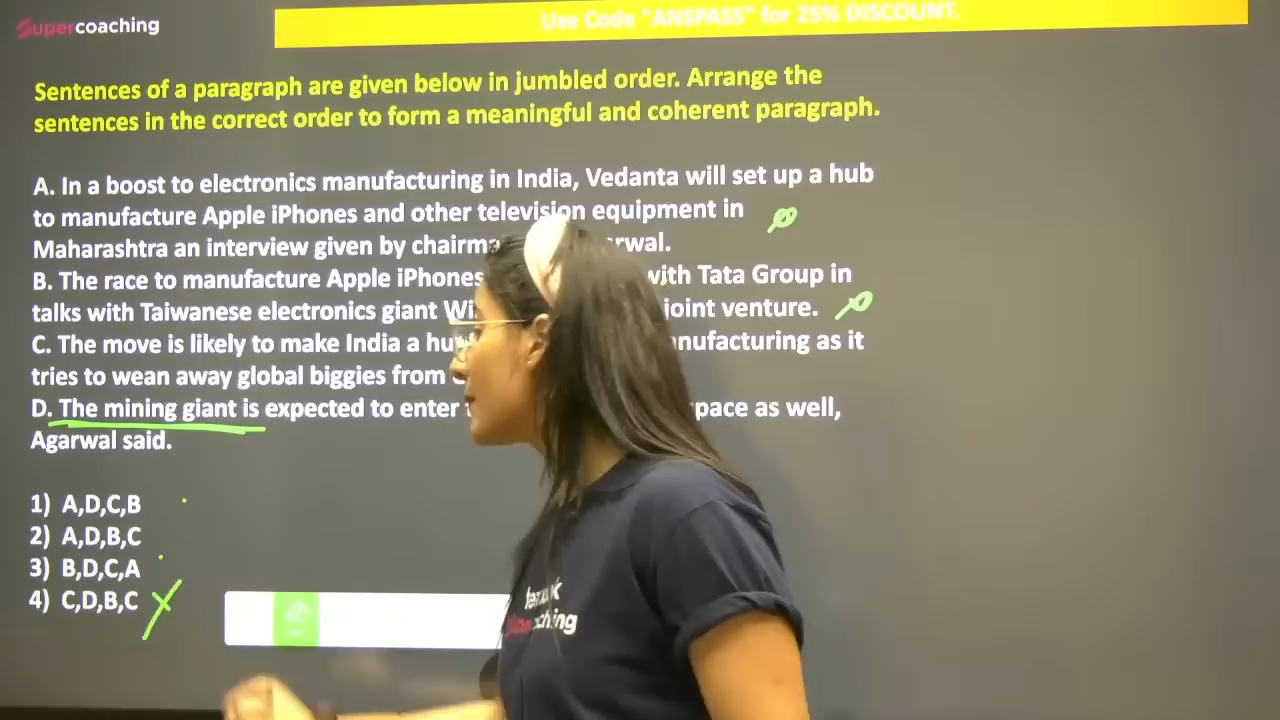 Supercoaching
Use Code "ANSPASS" for 25% DISCOUNT.
Sentences of a paragraph are given below in jumbled order. Arrange the
sentences in the correct order to form a meaningful and coherent paragraph.
A. In a boost to electronics manufacturing in India, Vedanta will set up a hub
to manufacture Apple iPhones and other television equipment in
Maharashtra an interview given by
B. The race to manufacture Apple iPhones with Tata Group in
talks with Taiwanese electronics giant joint venture.
C. The move is likely to make India a as it
tries to wean away global biggies from
D. The mining giant is expected to enter as well,
Agarwal said.
1) A,D,C,B
2) A,D,B,C
3) B,D,C,A
4) C,D,B,C